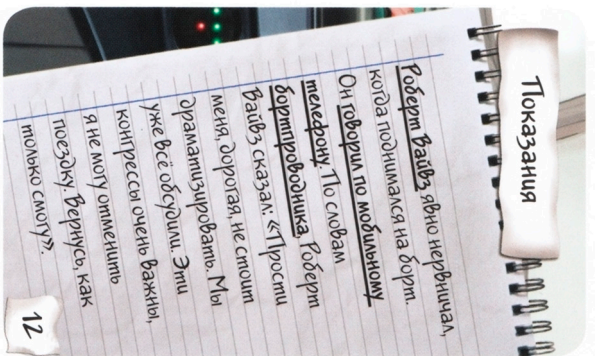 Показания
Роберт Вайвз явно нервничал,
когда поднимался на борт.
Он говорил по мобильному
телефону. По словам
бортпроводника, Роберт
Вайвз сказал: «Прости
меня, дорогая, не стоит
драматизировать. Мы
уже всё обсудили. Эти
конгрессы очень важны,
я не могу отменить
поездку. Вернусь, как
только смогу».
12